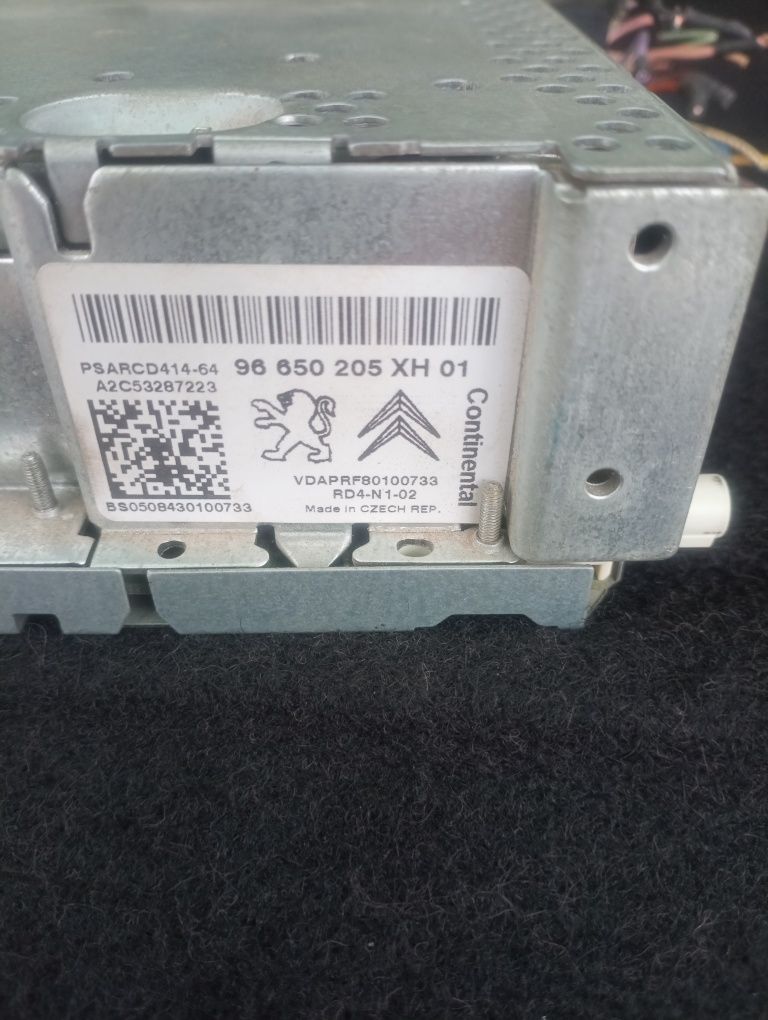 PSARCD414-64 96 650 205 XH 01
A2C53287223
Continental
VDAPRF80100733
RD4-N1-02
BS0508430100733 Made in CZECH REP.